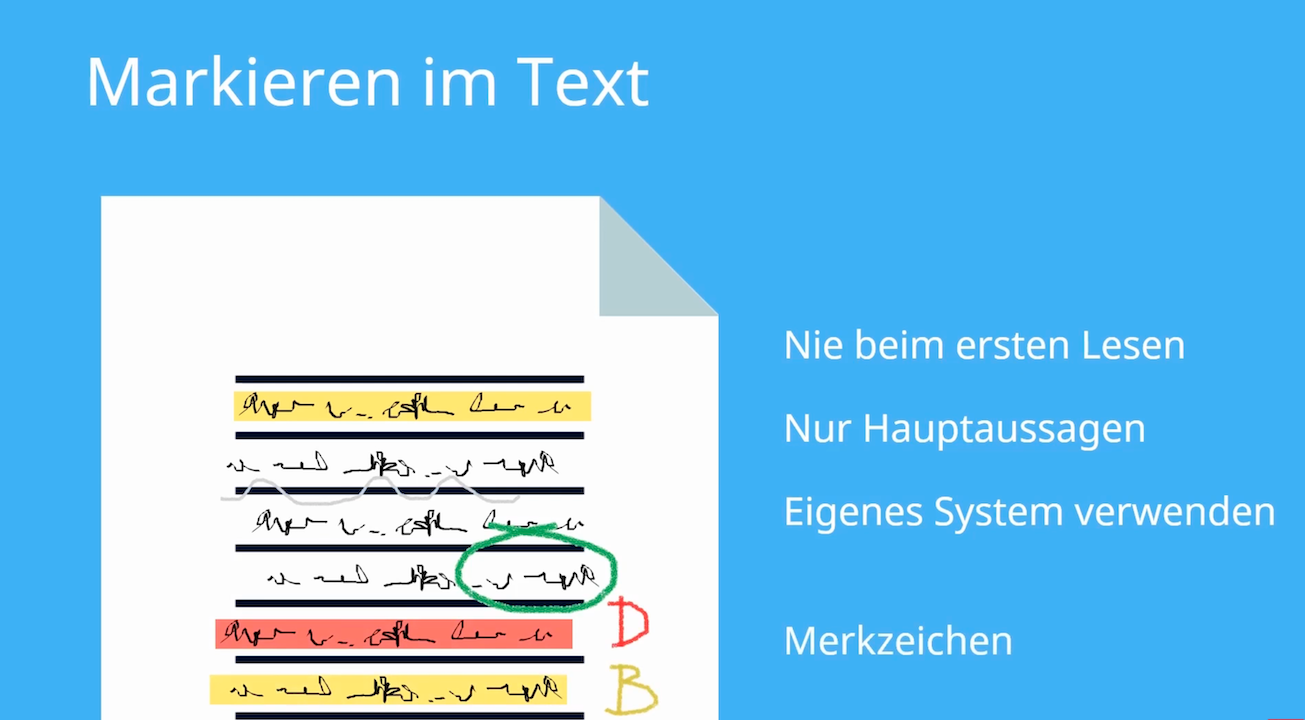 Markieren im Text
Nie beim ersten Lesen
Nur Hauptaussagen
Eigenes System verwenden
D
Merkzeichen
B